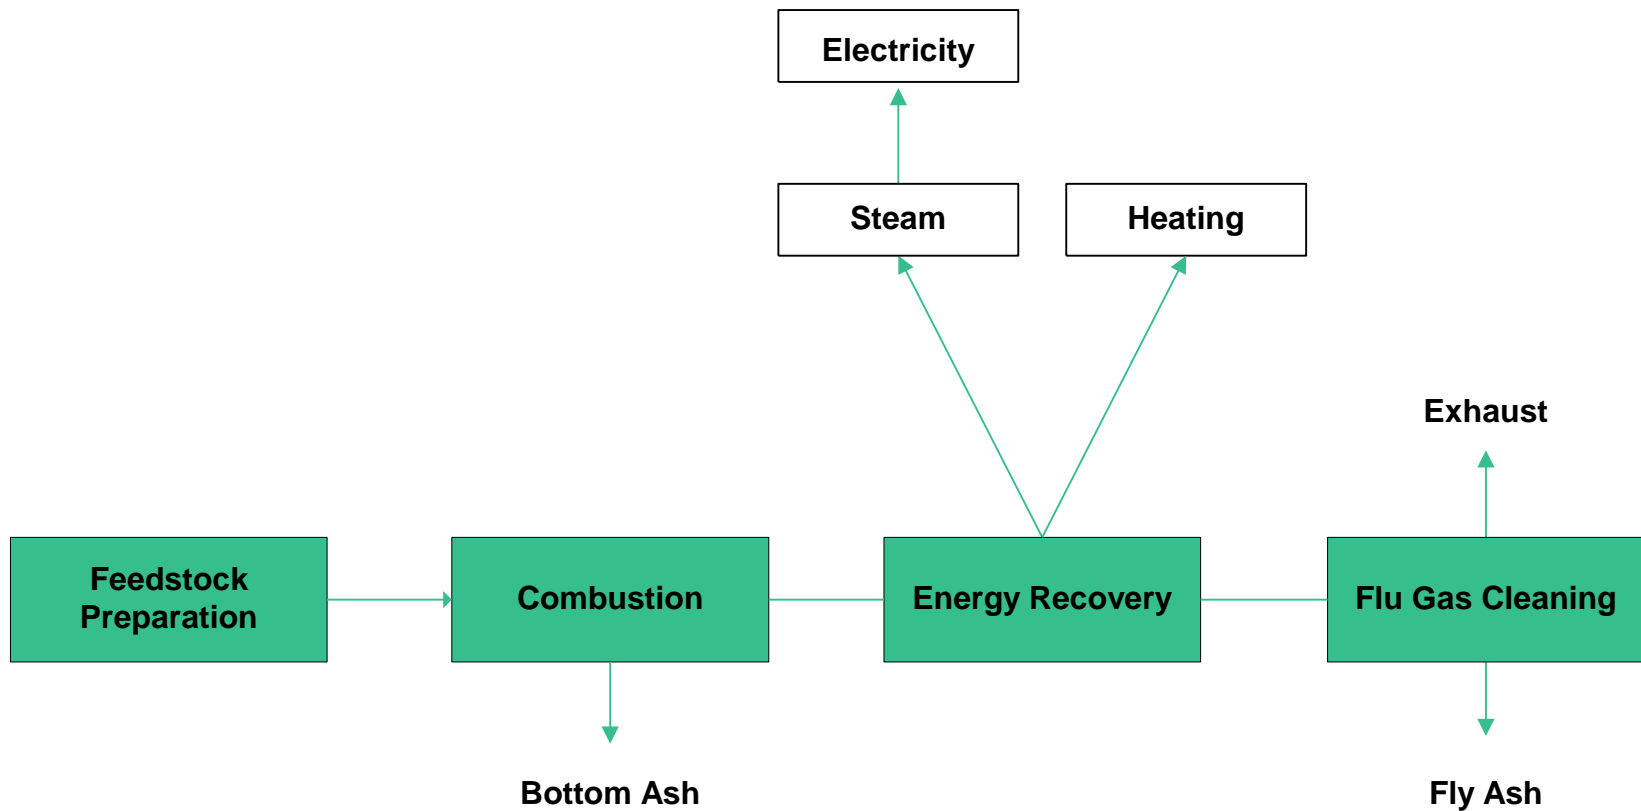 Electricity
Steam
Heating
Exhaust
Feedstock
Preparation
Combustion
Energy Recovery
Flu Gas Cleaning
Bottom Ash
Fly Ash